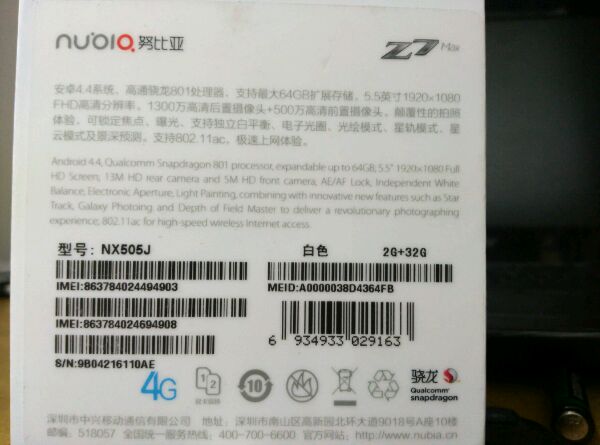 nubia 努比亚
Z7 Max
安卓4.4系统、高通骁龙801处理器、支持最大64GB扩展存储、5.5英寸1920×1080
FHD高清分辨率、1300万高清后置摄像头+500万高清前置摄像头、颠覆性的拍照
体验、可锁定焦点、曝光、支持独立白平衡、电子光圈、光绘模式、星轨模式、星
云模式及景深预测。支持802.11ac，极速上网体验。
Android 4.4, Qualcomm Snapdragon 801 processor, expandable up to 64GB, 5.5" 1920×1080 Full
HD Screen, 13M HD rear camera and 5M HD front camera, AE/AF Lock, Independent White
Balance, Electronic Aperture, Light Painting, combining with innovative new features such as Star
Track, Galaxy Photoing and Depth of Field Master to deliver a revolutionary photographing
experience, 802.11ac for high-speed wireless Internet access.
型号：NX505J 白色 2G+32G
IMEI:863784024494903
MEID:A0000038D4364FB
IMEI:863784024694908
6 934933 029163
S/N:9B04216110AE
4G
1 2
双卡双待
10
骁龙
Qualcomm
snapdragon
深圳市中兴移动通信有限公司 地址：深圳市南山区高新园北环大道9018号A座10楼
邮编：518057 全国服务热线：400-700-6600 官方网站：http://www.nubia.cn